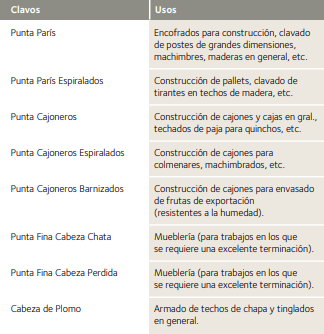 Clavos Usos
Punta París Encofrados para construcción, clavado
de postes de grandes dimensiones,
machimbres, maderas en general, etc.
Punta París Espiralados Construcción de pallets, clavado de
tirantes en techos de madera, etc.
Punta Cajoneros Construcción de cajones y cajas en gral.,
techados de paja para quinchos, etc.
Punta Cajoneros Espiralados Construcción de cajones para
colmenares, machimbrados, etc.
Punta Cajoneros Barnizados Construcción de cajones para envasado
de frutas de exportación
(resistentes a la humedad).
Punta Fina Cabeza Chata Mueblería (para trabajos en los que
se requiere una excelente terminación).
Punta Fina Cabeza Perdida Mueblería (para trabajos en los que
se requiere una excelente terminación).
Cabeza de Plomo Armado de techos de chapa y tinglados
en general.